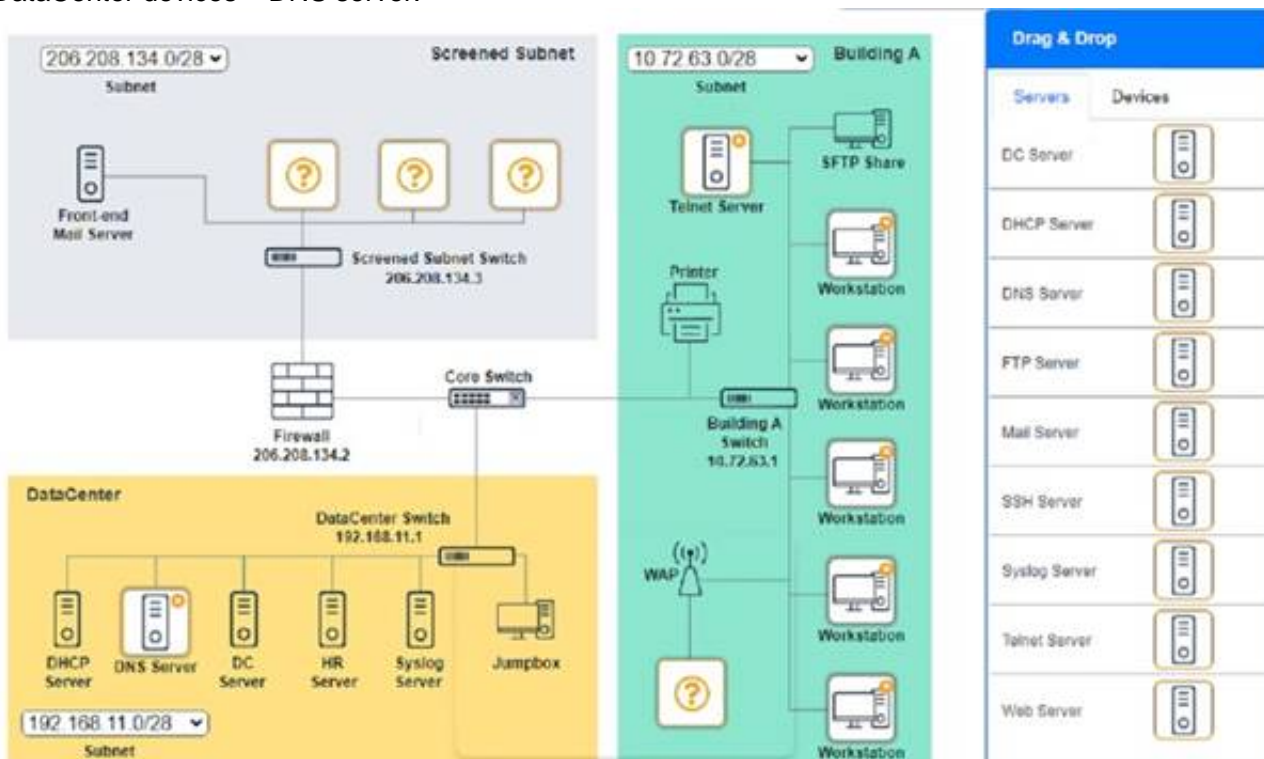 DataCenter devices – DNS server.
206.208.134.0/28
Subnet
Screened Subnet
Front-end
Mail Server
?
?
?
Screened Subnet Switch
206.208.134.3
Firewall
206.208.134.2
Core Switch
10.72.63.0/28
Subnet
Building A
SFTP Share
Telnet Server
Workstation
Printer
Workstation
Building A
Switch
10.72.63.1
Workstation
WAP
Workstation
?
Workstation
DataCenter
DataCenter Switch
192.168.11.1
DHCP
Server
DNS Server
DC
Server
HR
Server
Syslog
Server
Jumpbox
192.168.11.0/28
Subnet
Drag & Drop
Servers Devices
DC Server
DHCP Server
DNS Server
FTP Server
Mail Server
SSH Server
Syslog Server
Telnet Server
Web Server